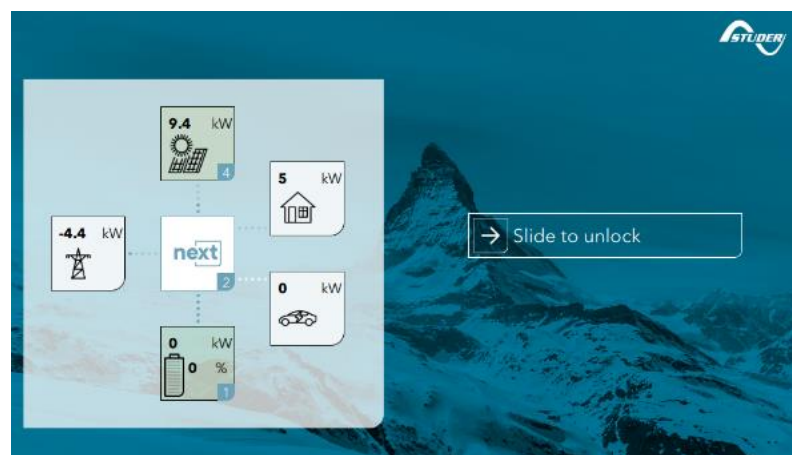 STUDER
9.4 kW
4
5 kW
-4.4 kW
next
2
0 kW
0 kW
0 %
1
Slide to unlock